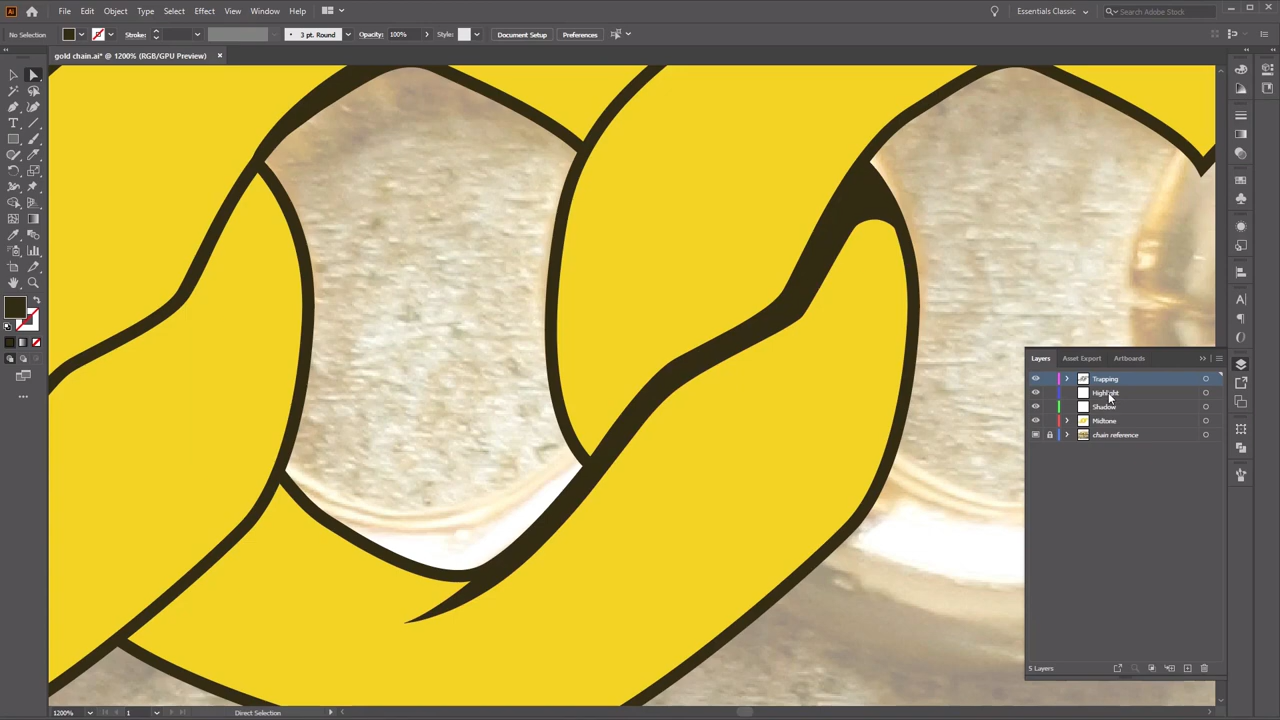 File Edit Object Type Select Effect View Window Help
Essentials Classic
Search Adobe Stock
No Selection
Stroke:
3 pt. Round
Opacity: 100%
Style:
Document Setup
Preferences
gold chain.ai* @ 1200% (RGB/GPU Preview)
Layers Asset Export Artboards
Trapping
Highlight
Shadow
Midtone
chain reference
5 Layers
1200%
1
Direct Selection